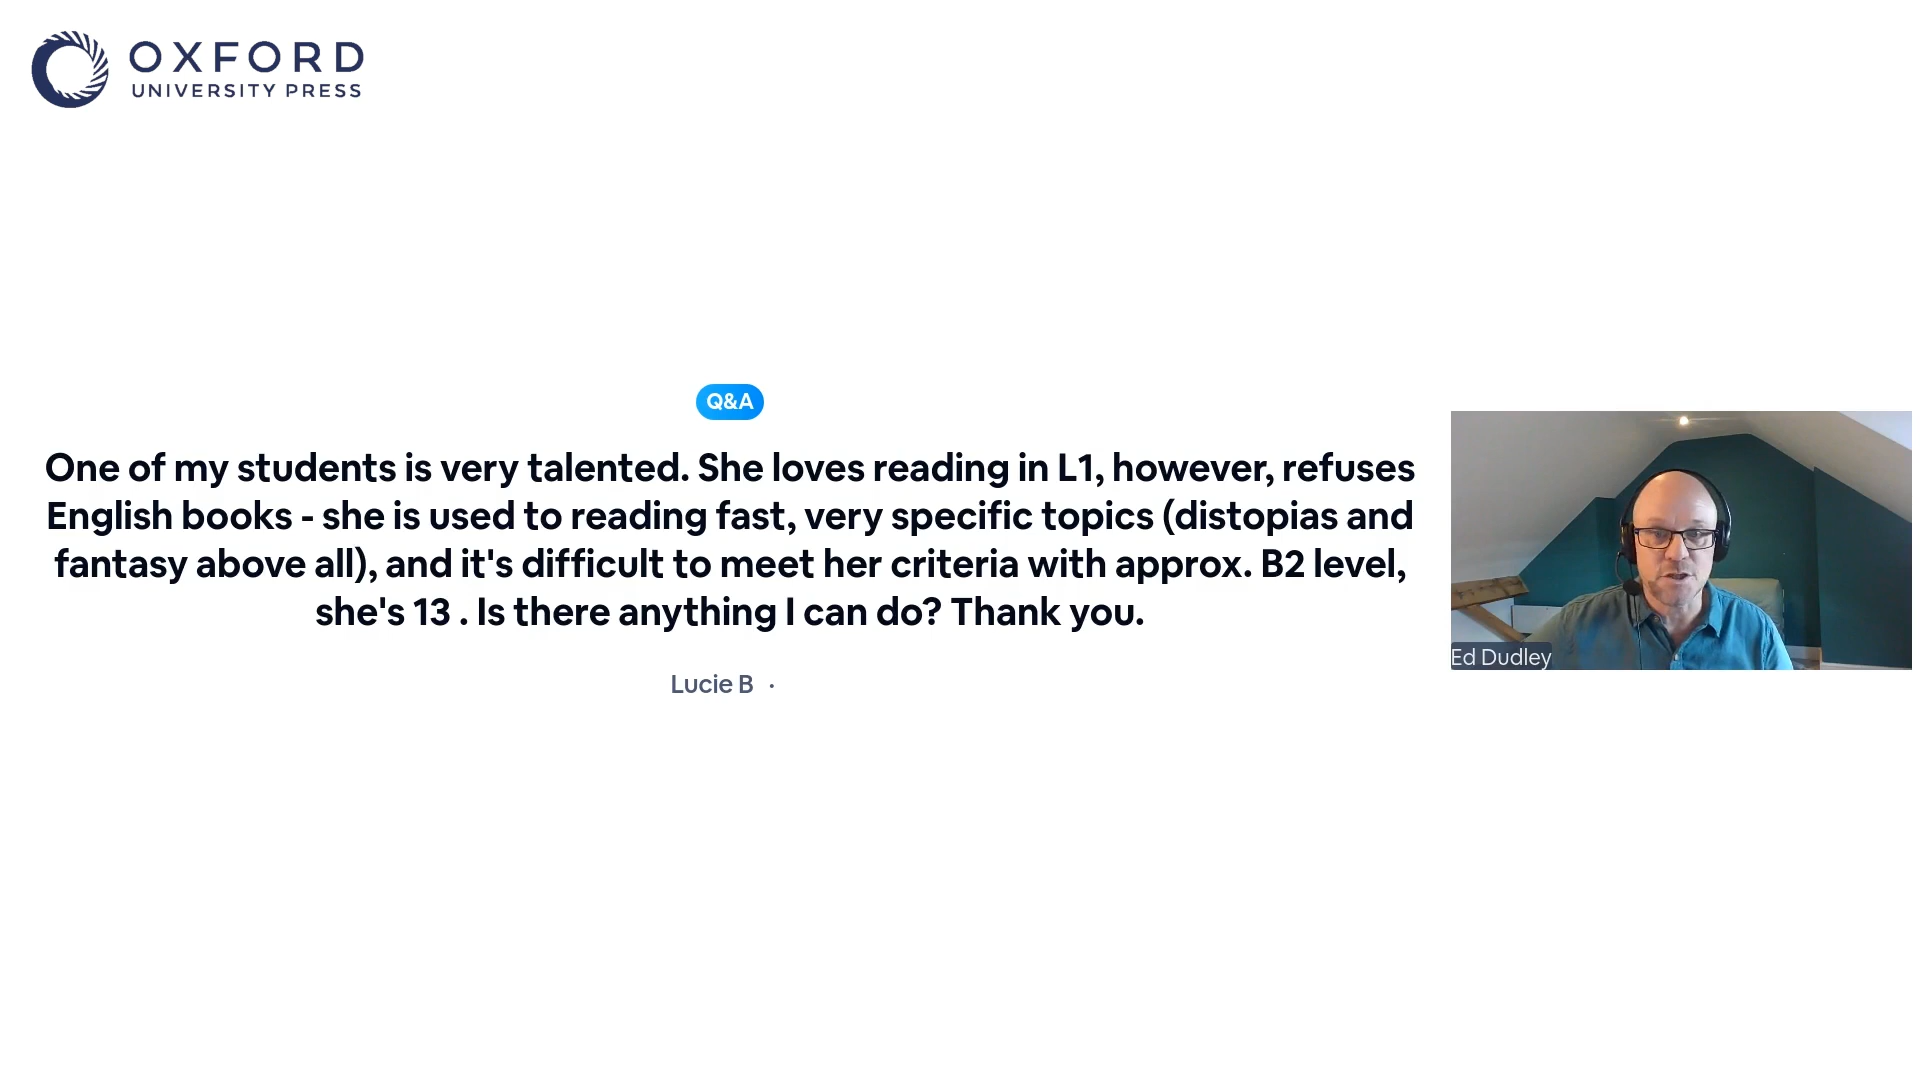 OXFORD
UNIVERSITY PRESS
Q&A
One of my students is very talented. She loves reading in L1, however, refuses
English books - she is used to reading fast, very specific topics (distopias and
fantasy above all), and it's difficult to meet her criteria with approx. B2 level,
she's 13 . Is there anything I can do? Thank you.
Lucie B ·
Ed Dudley